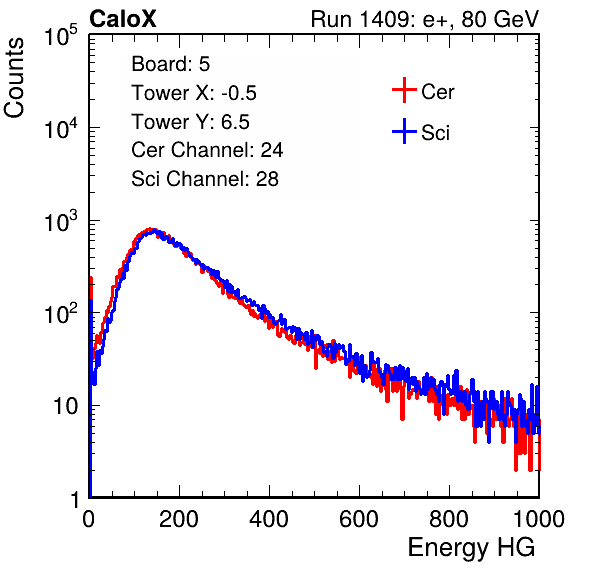 CaloX Run 1409: e+, 80 GeV
Counts
10^5
10^4
10^3
10^2
10
1
Board: 5
Tower X: -0.5
Tower Y: 6.5
Cer Channel: 24
Sci Channel: 28
Cer
Sci
0 200 400 600 800 1000
Energy HG